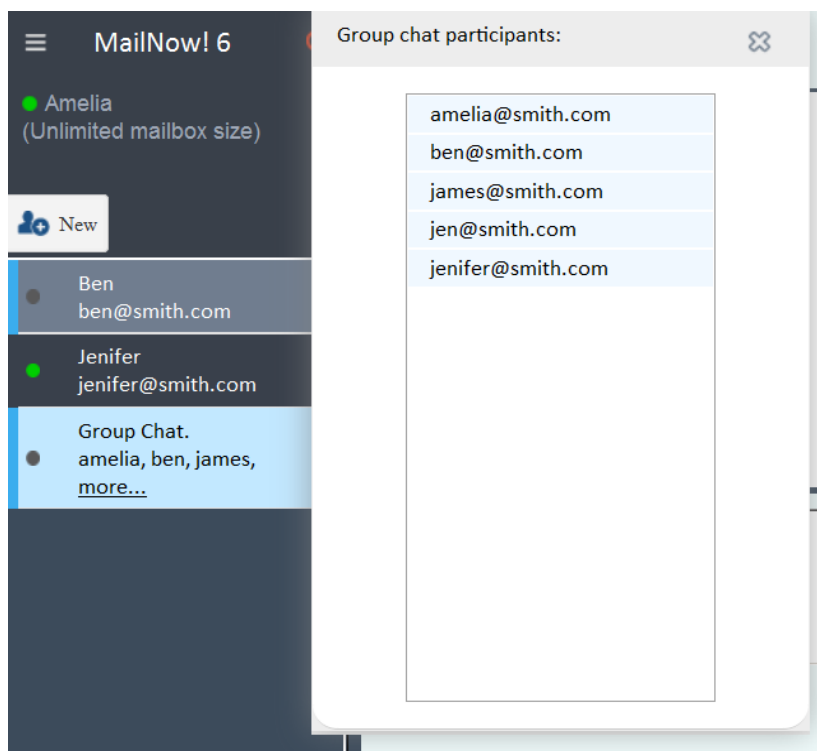 MailNow! 6
Amelia
(Unlimited mailbox size)
New
Ben
ben@smith.com
Jenifer
jenifer@smith.com
Group Chat.
amelia, ben, james,
more...
Group chat participants:
amelia@smith.com
ben@smith.com
james@smith.com
jen@smith.com
jenifer@smith.com